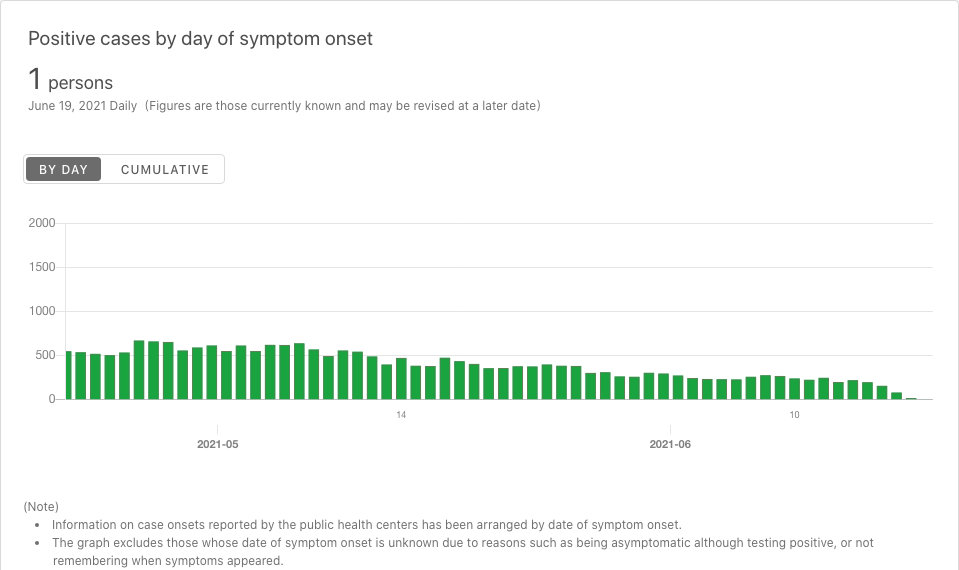 Positive cases by day of symptom onset
1 persons
June 19, 2021 Daily (Figures are those currently known and may be revised at a later date)
BY DAY CUMULATIVE
2000
1500
1000
500
0
14 10
2021-05 2021-06
(Note)
• Information on case onsets reported by the public health centers has been arranged by date of symptom onset.
• The graph excludes those whose date of symptom onset is unknown due to reasons such as being asymptomatic although testing positive, or not
remembering when symptoms appeared.